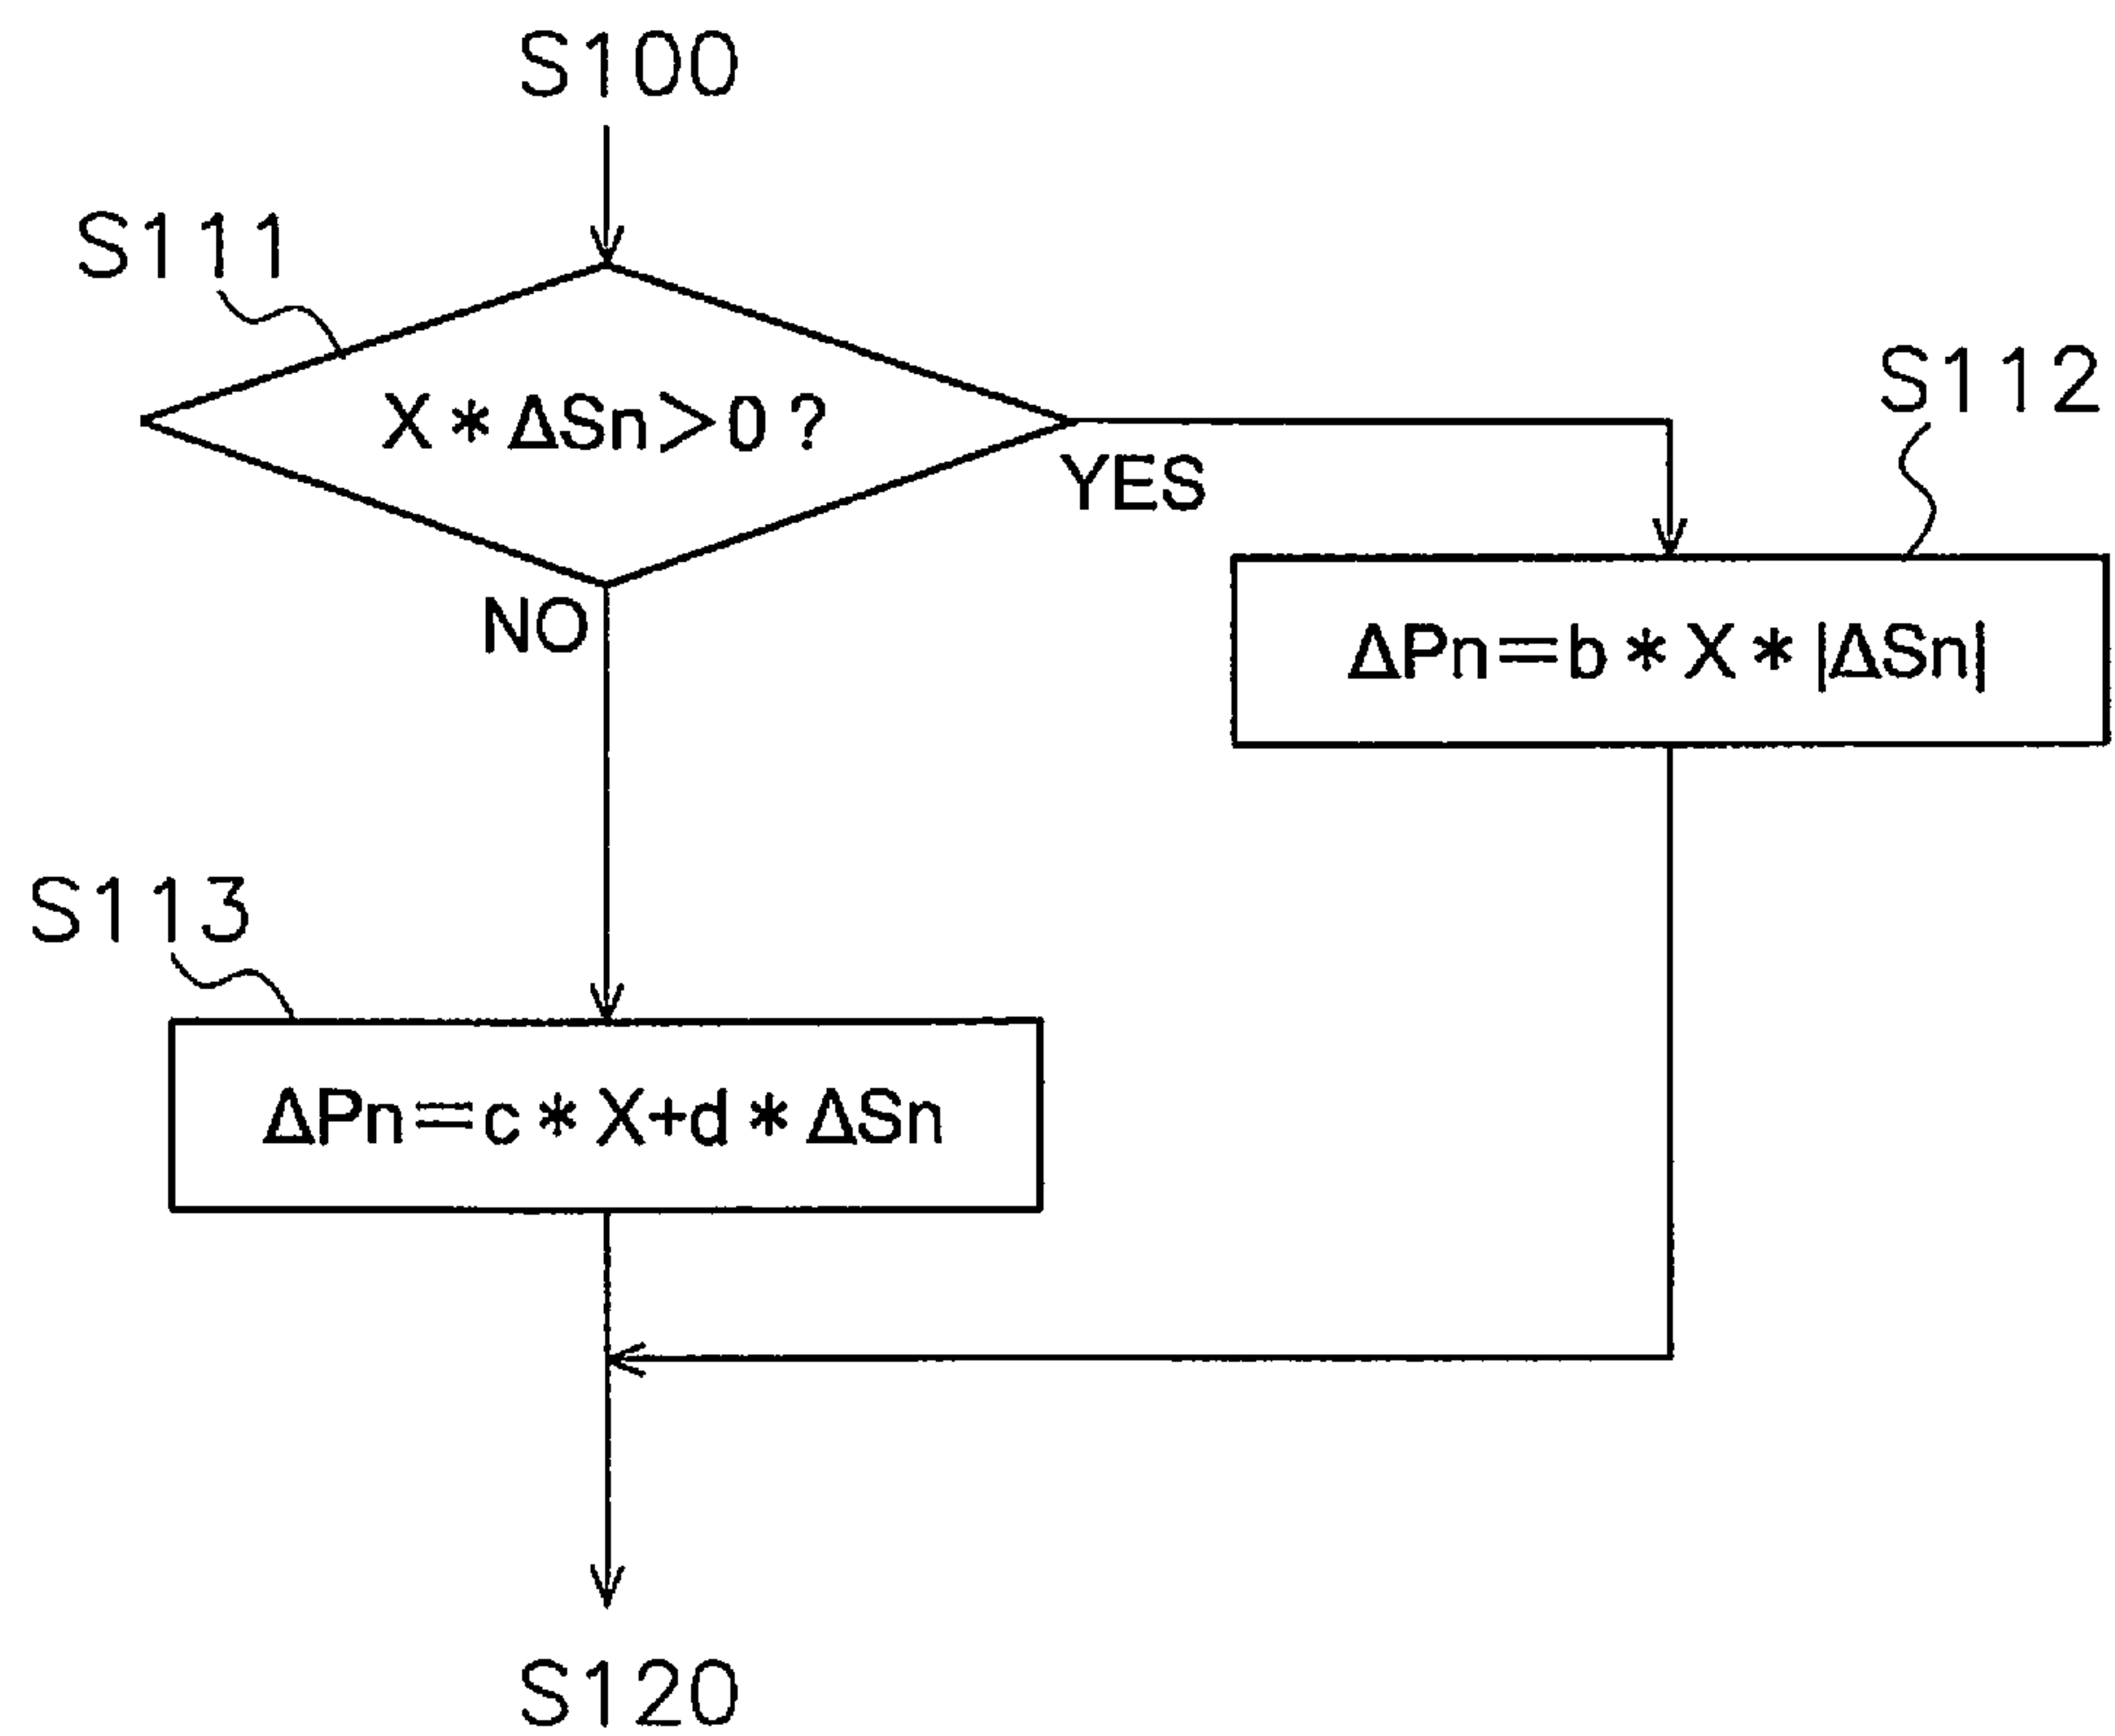 S100
S111
X*ΔSn>0?
YES
S112
NO
ΔPn=b*X*|ΔSn|
S113
ΔPn=c*X+d*ΔSn
S120